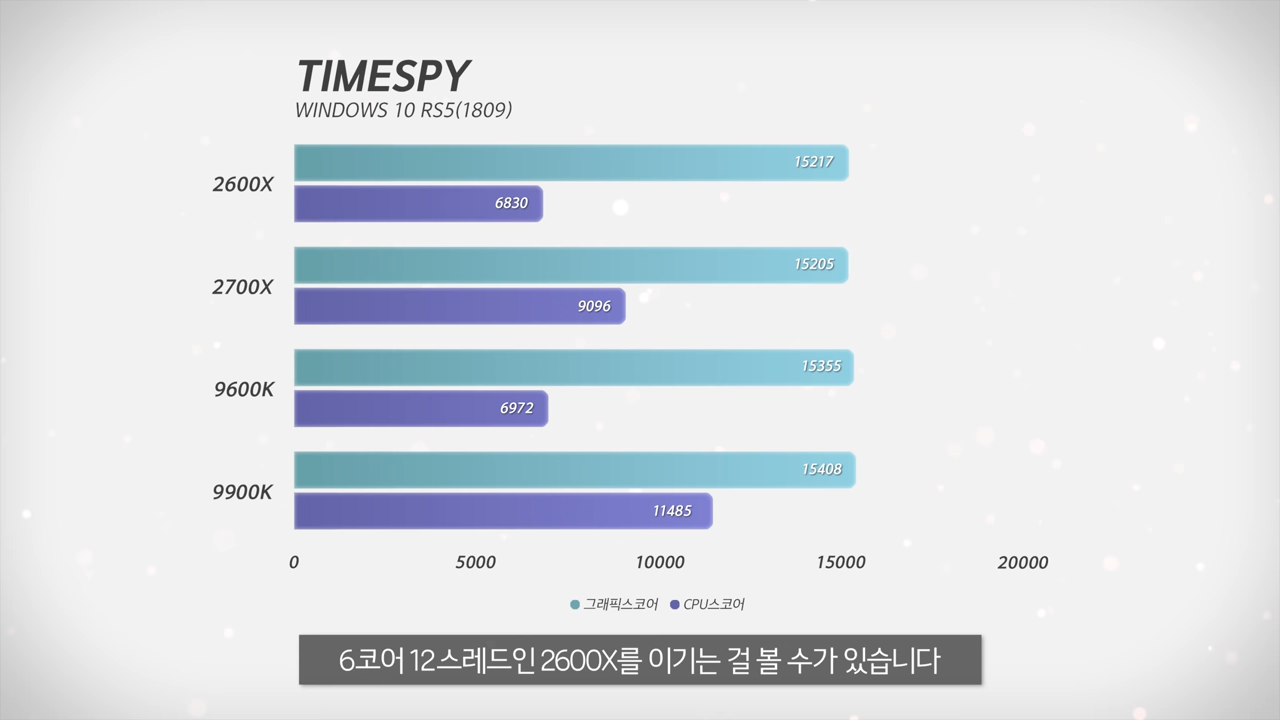 TIMESPY
WINDOWS 10 RS5(1809)
2600X
15217
6830
2700X
15205
9096
9600K
15355
6972
9900K
15408
11485
0 5000 10000 15000 20000
그래픽스코어 CPU스코어
6코어 12스레드인 2600X를 이기는 걸 볼 수가 있습니다